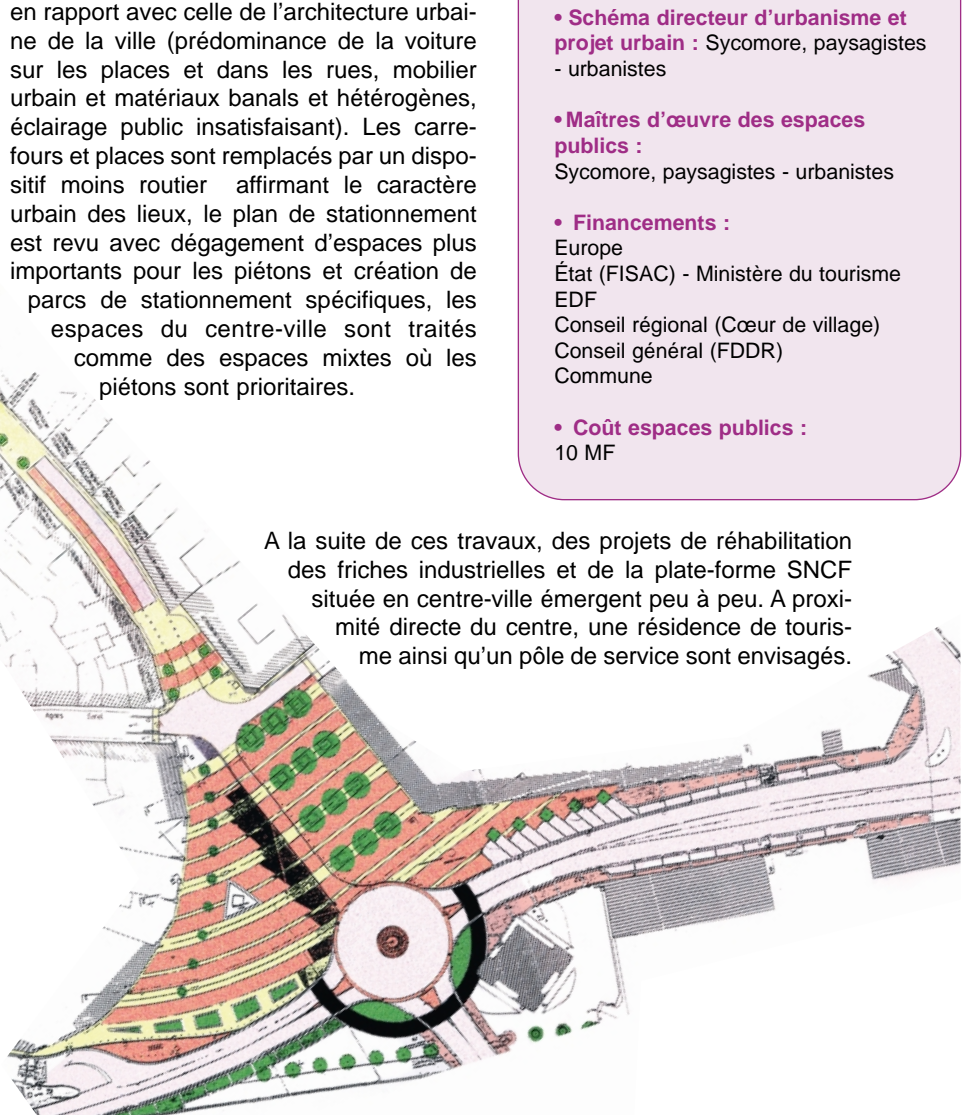 en rapport avec celle de l'architecture urbai-
ne de la ville (prédominance de la voiture
sur les places et dans les rues, mobilier
urbain et matériaux banals et hétérogènes,
éclairage public insatisfaisant). Les carre-
fours et places sont remplacés par un dispo-
sitif moins routier affirmant le caractère
urbain des lieux, le plan de stationnement
est revu avec dégagement d'espaces plus
importants pour les piétons et création de
parcs de stationnement spécifiques, les
espaces du centre-ville sont traités
comme des espaces mixtes où les
piétons sont prioritaires.
• Schéma directeur d'urbanisme et
projet urbain : Sycomore, paysagistes
- urbanistes
• Maîtres d'œuvre des espaces
publics :
Sycomore, paysagistes - urbanistes
• Financements :
Europe
État (FISAC) - Ministère du tourisme
EDF
Conseil régional (Cœur de village)
Conseil général (FDDR)
Commune
• Coût espaces publics :
10 MF
A la suite de ces travaux, des projets de réhabilitation
des friches industrielles et de la plate-forme SNCF
située en centre-ville émergent peu à peu. A proxi-
mité directe du centre, une résidence de touris-
me ainsi qu'un pôle de service sont envisagés.
Agnes Sorel